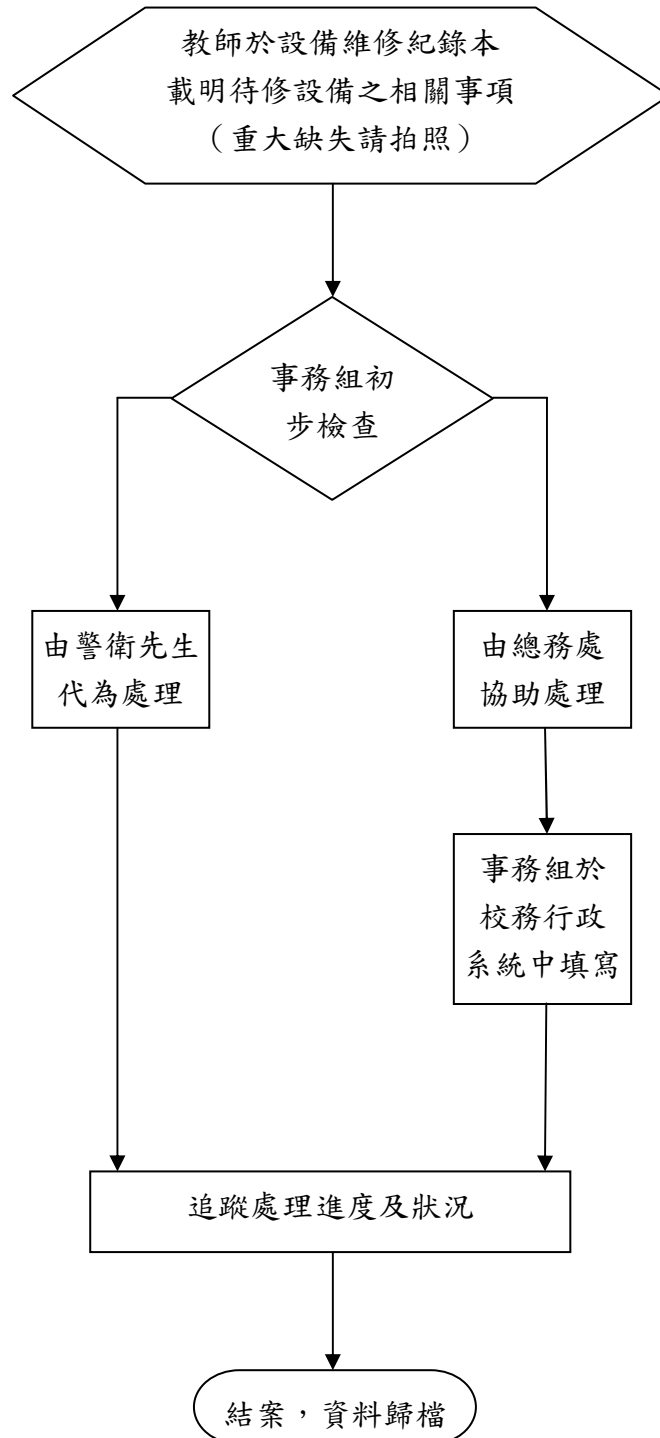 教師於設備維修紀錄本
載明待修設備之相關事項
（重大缺失請拍照）
事務組初
步檢查
由警衛先生
代為處理
由總務處
協助處理
事務組於
校務行政
系統中填寫
追蹤處理進度及狀況
結案，資料歸檔